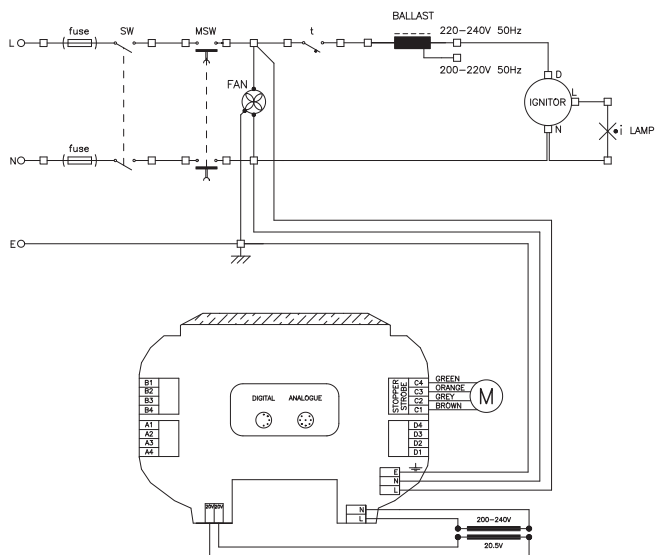 BALLAST
fuse
SW
MSW
t
220-240V 50Hz
L
200-220V 50Hz
D
FAN
L
IGNITOR
i LAMP
N
fuse
N
E
B1
B2
B3
B4
A1
A2
A3
A4
DIGITAL
ANALOGUE
STOPPER
STROBE
C4
C3
C2
C1
GREEN
ORANGE
GREY
BROWN
M
D4
D3
D2
D1
E
N
L
20V
20V
N
L
200-240V
20.5V